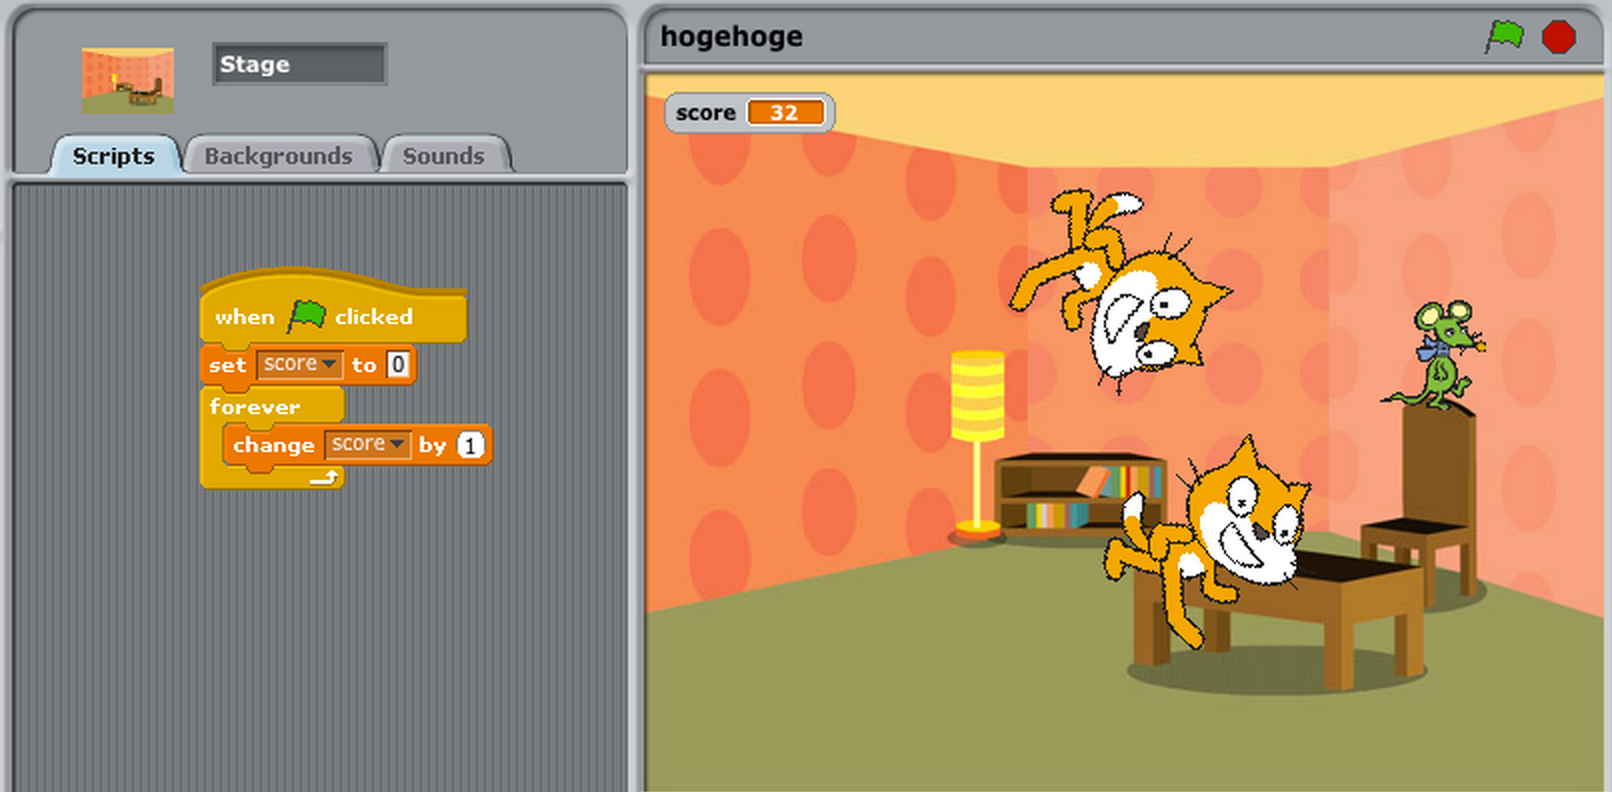 Stage
Scripts
Backgrounds
Sounds
when clicked
set score to 0
forever
change score by 1
hogehoge
score 32